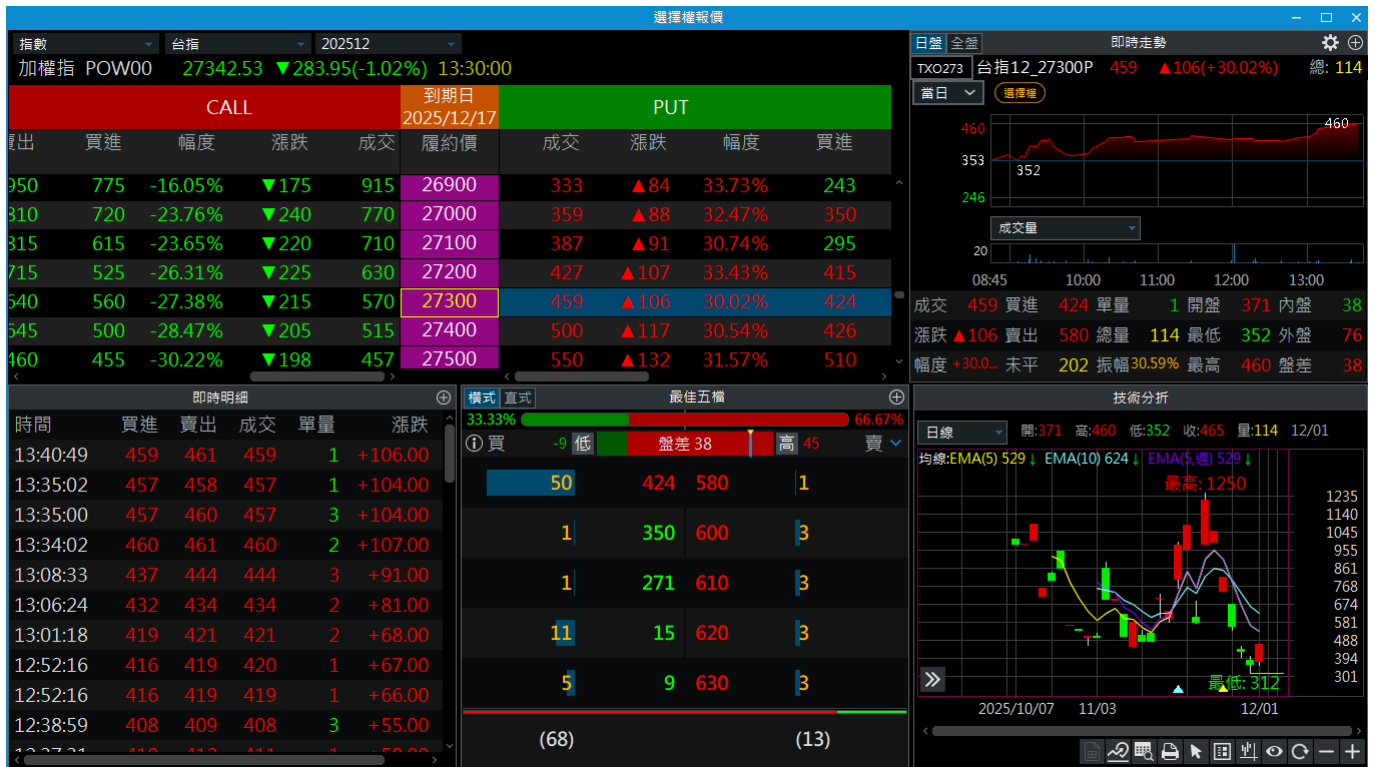 選擇權報價
指數 台指 202512
加權指 POW00 27342.53 ▼283.95(-1.02%) 13:30:00
CALL 到期日 2025/12/17 PUT
賣出 買進 幅度 漲跌 成交 履約價 成交 漲跌 幅度 買進
950 775 -16.05% ▼175 915 26900 333 ▲84 33.73% 243
810 720 -23.76% ▼240 770 27000 359 ▲88 32.47% 350
815 615 -23.65% ▼220 710 27100 387 ▲91 30.74% 295
715 525 -26.31% ▼225 630 27200 427 ▲107 33.43% 415
640 560 -27.38% ▼215 570 27300 459 ▲106 30.02% 424
645 500 -28.47% ▼205 515 27400 500 ▲117 30.54% 426
460 455 -30.22% ▼198 457 27500 550 ▲132 31.57% 510
日盤 全盤 即時走勢
TXO273 台指12_27300P 459 ▲106(+30.02%) 總: 114
當日 選擇權
460
353
246
352
460
成交量
20
08:45 10:00 11:00 12:00 13:00
成交 459 買進 424 單量 1 開盤 371 內盤 38
漲跌 ▲106 賣出 580 總量 114 最低 352 外盤 76
幅度 +30.0... 未平 202 振幅 30.59% 最高 460 盤差 38
即時明細
時間 買進 賣出 成交 單量 漲跌
13:40:49 459 461 459 1 +106.00
13:35:02 457 458 457 1 +104.00
13:35:00 457 460 457 3 +104.00
13:34:02 460 461 460 2 +107.00
13:08:33 437 444 444 3 +91.00
13:06:24 432 434 434 2 +81.00
13:01:18 419 421 421 2 +68.00
12:52:16 416 419 420 1 +67.00
12:52:16 416 419 419 1 +66.00
12:38:59 408 409 408 3 +55.00
橫式 直式 最佳五檔
33.33% 66.67%
買 -9 低 盤差 38 高 45 賣
50 424 580 1
1 350 600 3
1 271 610 3
11 15 620 3
5 9 630 3
(68) (13)
技術分析
日線 開:371 高:460 低:352 收:465 量:114 12/01
均線:EMA(5) 529↓ EMA(10) 624↓ EMA(5,週) 529↓
最高: 1250
1235
1140
1045
955
861
768
674
581
488
394
301
最低: 312
2025/10/07 11/03 12/01